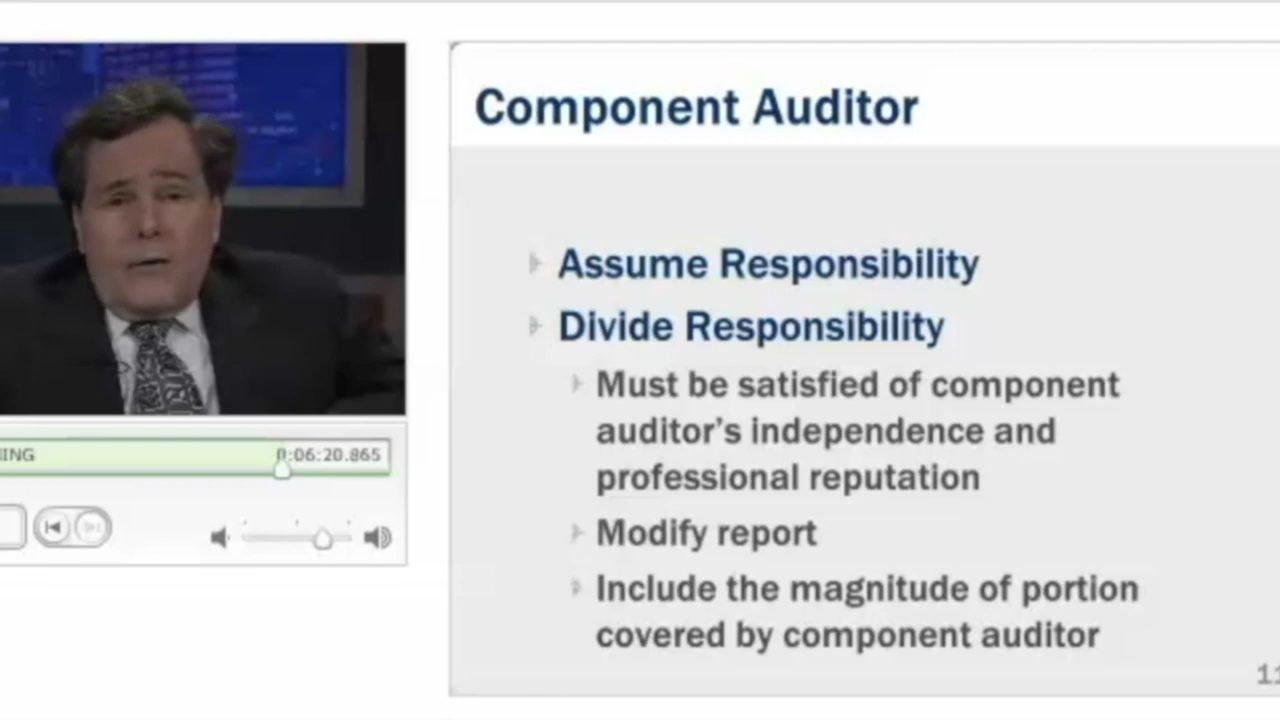 Component Auditor
Assume Responsibility
Divide Responsibility
Must be satisfied of component
auditor's independence and
professional reputation
Modify report
Include the magnitude of portion
covered by component auditor
ING
0:06:20.865
11